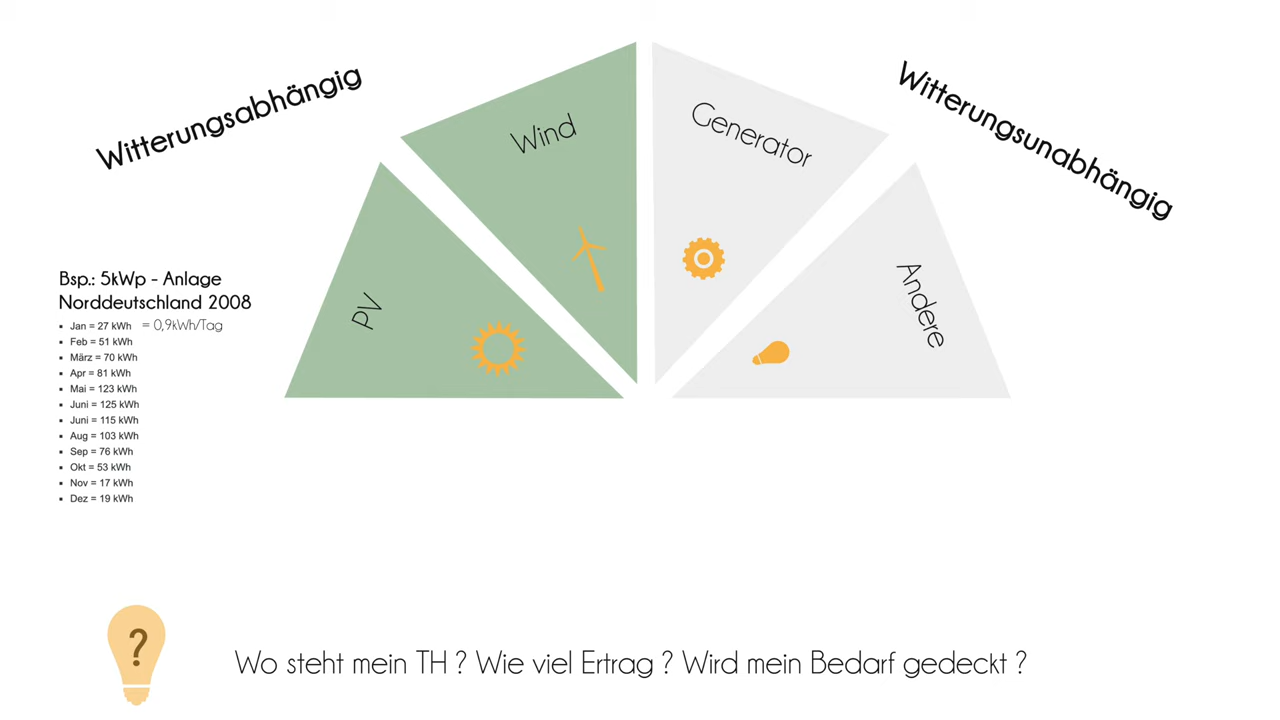 Witterungsabhängig
Wind
Generator
Witterungsunabhängig
PV
Andere
Bsp.: 5kWp - Anlage
Norddeutschland 2008
▪ Jan = 27 kWh = 0,9kWh/Tag
▪ Feb = 51 kWh
▪ März = 70 kWh
▪ Apr = 81 kWh
▪ Mai = 123 kWh
▪ Juni = 125 kWh
▪ Juni = 115 kWh
▪ Aug = 103 kWh
▪ Sep = 76 kWh
▪ Okt = 53 kWh
▪ Nov = 17 kWh
▪ Dez = 19 kWh
?
Wo steht mein TH ? Wie viel Ertrag ? Wird mein Bedarf gedeckt ?